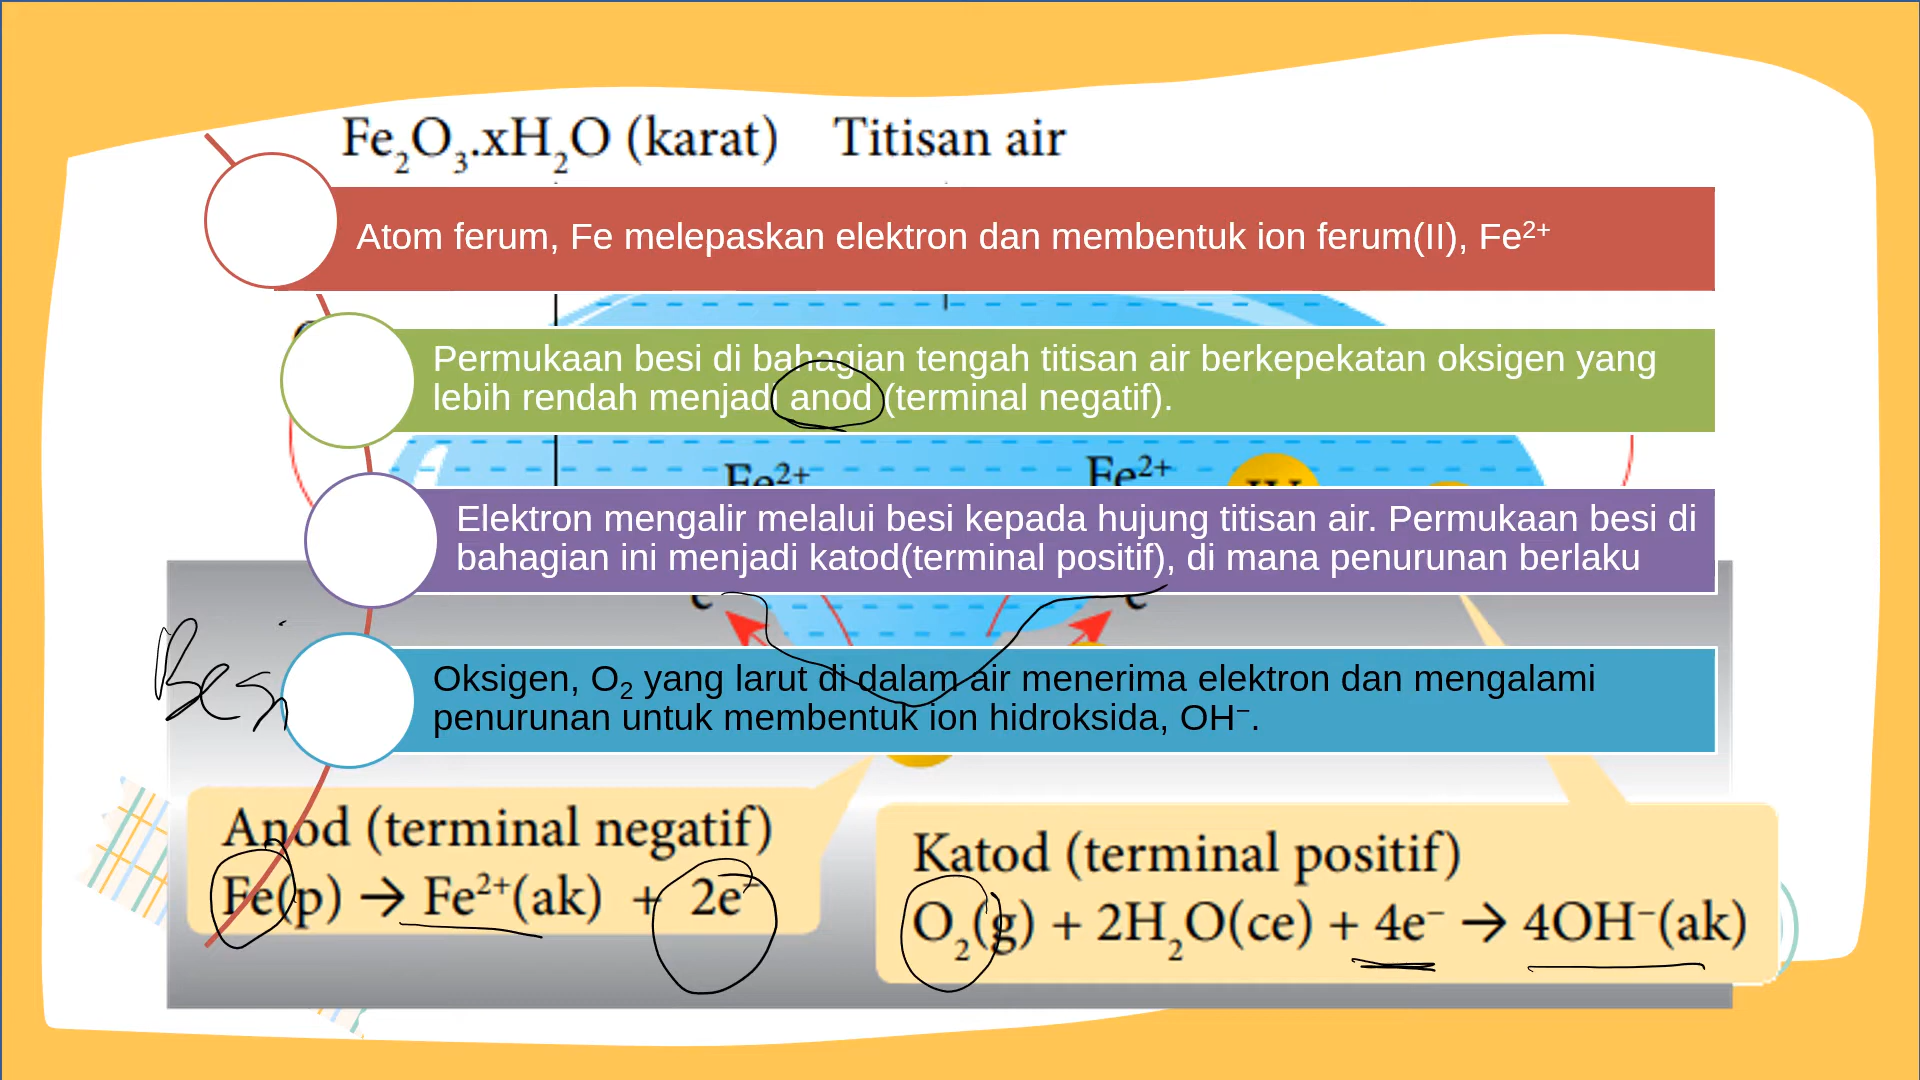 Fe₂O₃.xH₂O (karat) Titisan air
Atom ferum, Fe melepaskan elektron dan membentuk ion ferum(II), Fe²⁺
Permukaan besi di bahagian tengah titisan air berkepekatan oksigen yang
lebih rendah menjadi anod (terminal negatif).
Fe²⁺ Fe²⁺
Elektron mengalir melalui besi kepada hujung titisan air. Permukaan besi di
bahagian ini menjadi katod(terminal positif), di mana penurunan berlaku
e e
Besi
Oksigen, O₂ yang larut di dalam air menerima elektron dan mengalami
penurunan untuk membentuk ion hidroksida, OH⁻.
Anod (terminal negatif)
Fe(p) → Fe²⁺(ak) + 2e⁻
Katod (terminal positif)
O₂(g) + 2H₂O(ce) + 4e⁻ → 4OH⁻(ak)